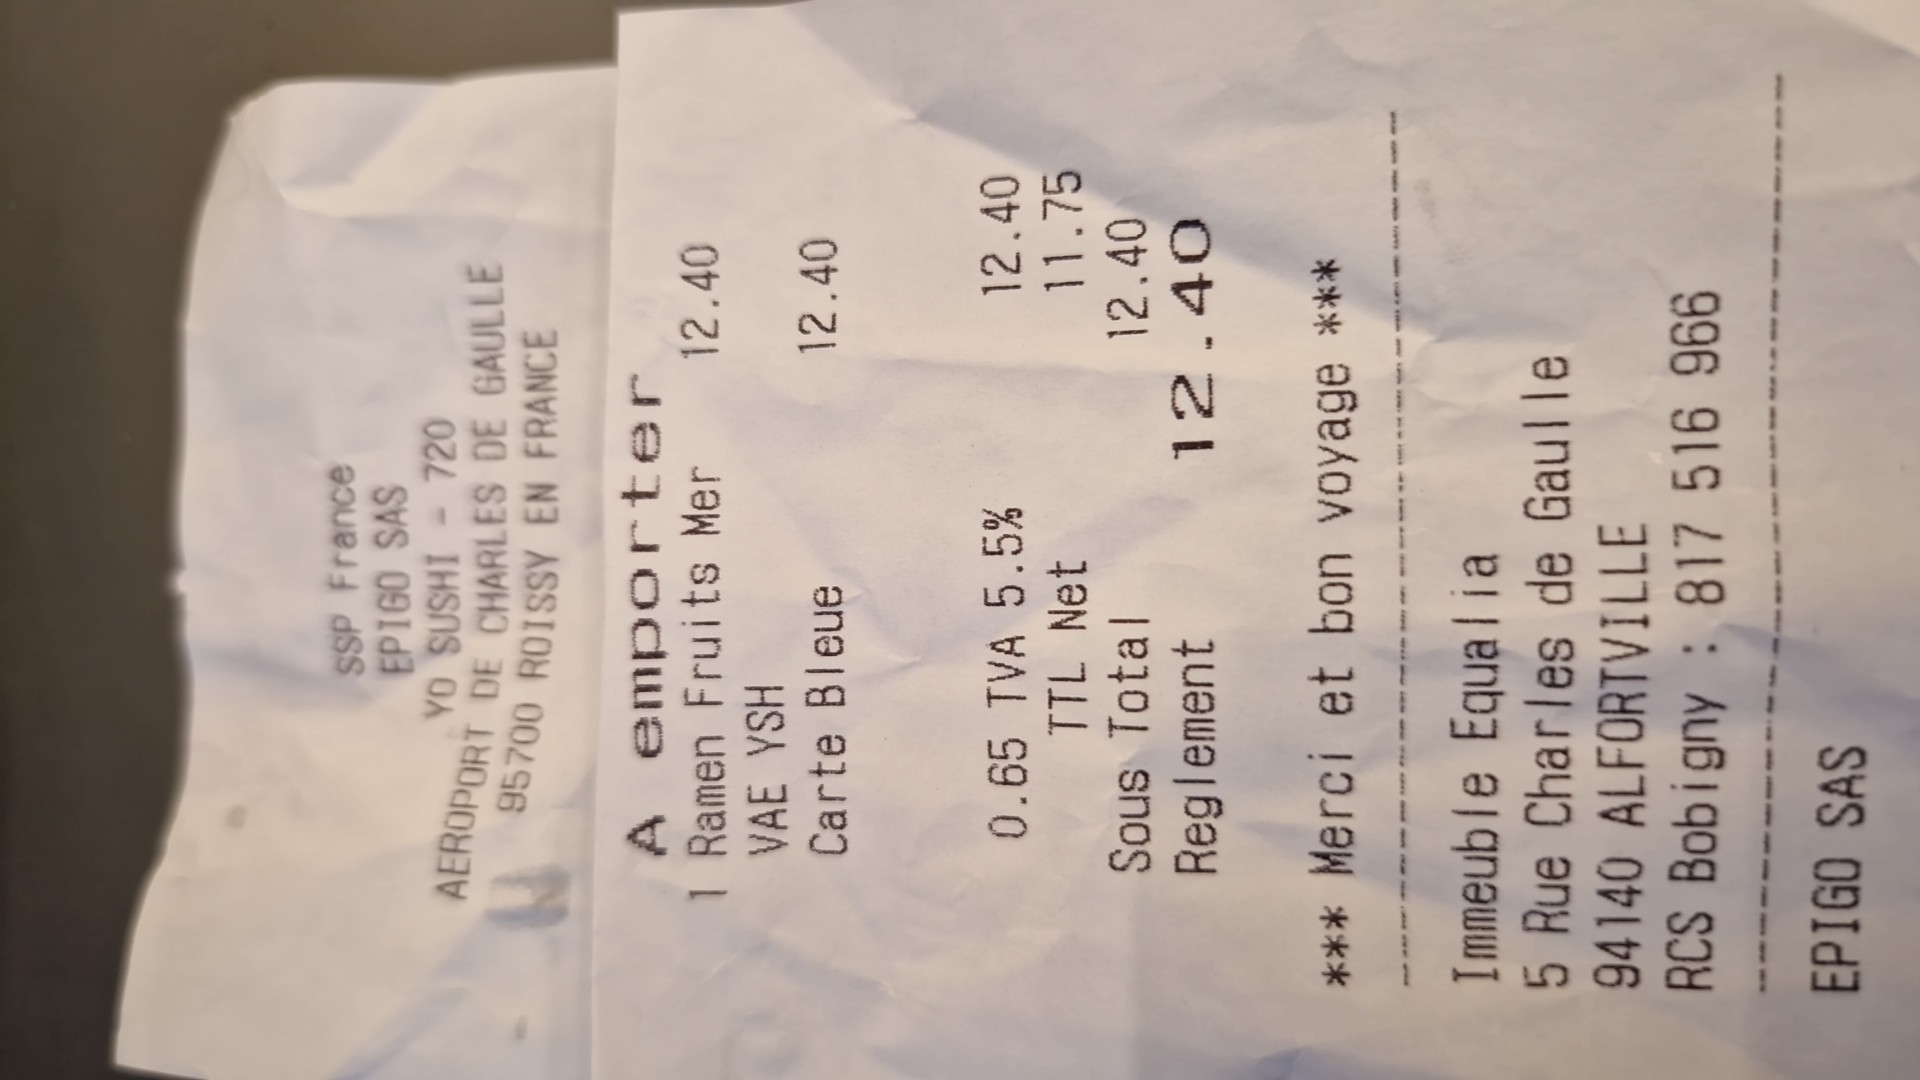 SSP France
EPIGO SAS
YO SUSHI - 720
AEROPORT DE CHARLES DE GAULLE
95700 ROISSY EN FRANCE
A emporter
1 Ramen Fruits Mer 12.40
VAE YSH
Carte Bleue 12.40
0.65 TVA 5.5% 12.40
TTL Net 11.75
Sous Total 12.40
Reglement 12.40
*** Merci et bon voyage ***
Immeuble Equalia
5 Rue Charles de Gaulle
94140 ALFORTVILLE
RCS Bobigny : 817 516 966
EPIGO SAS